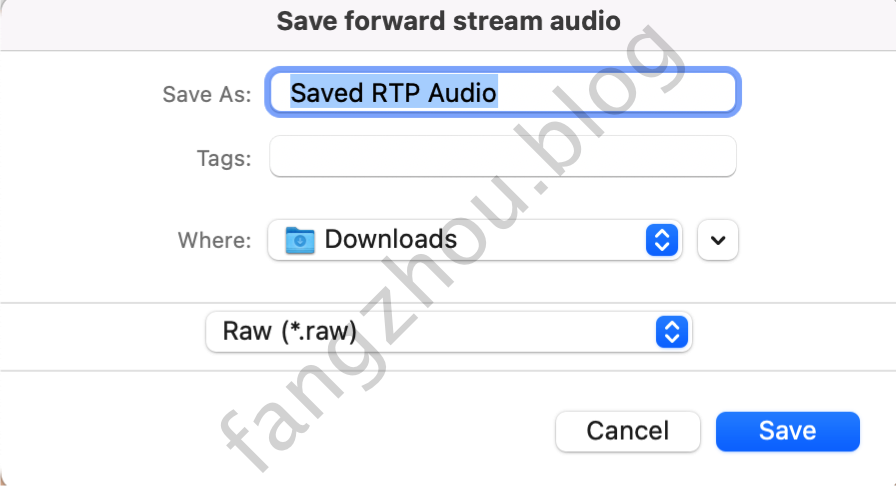 Save forward stream audio
Save As: Saved RTP Audio
Tags:
Where: Downloads
Raw (*.raw)
Cancel Save
fangzhou.blog